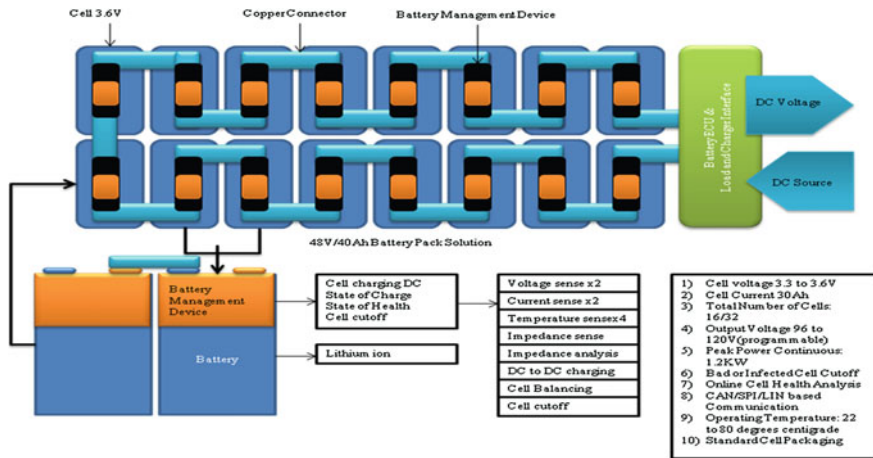 Cell 3.6V
Copper Connector
Battery Management Device
Battery ECU &
Load and Charger Interface
DC Voltage
DC Source
48V/40Ah Battery Pack Solution
Battery
Management
Device
Battery
Cell charging DC
State of Charge
State of Health
Cell cutoff
Lithium ion
Voltage sense x2
Current sense x2
Temperature sensex4
Impedance sense
Impedance analysis
DC to DC charging
Cell Balancing
Cell cutoff
1) Cell voltage 3.3 to 3.6V
2) Cell Current 30Ah
3) Total Number of Cells:
16/32
4) Output Voltage 96 to
120V(programmable)
5) Peak Power Continuous:
1.2KW
6) Bad or Infected Cell Cutoff
7) Online Cell Health Analysis
8) CAN/SPI/LIN based
Communication
9) Operating Temperature: 22
to 80 degrees centigrade
10) Standard Cell Packaging